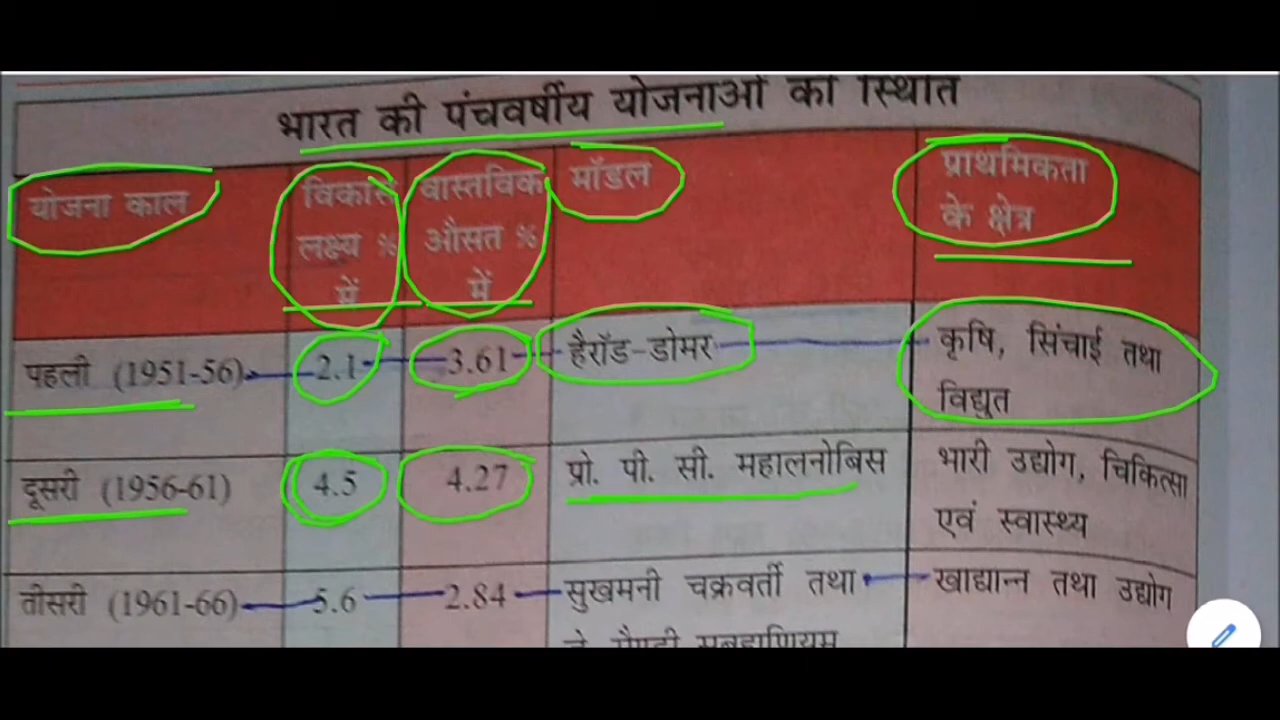 भारत की पंचवर्षीय योजनाओं की स्थिति
योजना काल
विकास लक्ष्य % में
वास्तविक औसत % में
मॉडल
प्राथमिकता के क्षेत्र
पहली (1951-56) 2.1 3.61 हैरॉड-डोमर कृषि, सिंचाई तथा
विद्युत
दूसरी (1956-61) 4.5 4.27 प्रो. पी. सी. महालनोबिस भारी उद्योग, चिकित्सा
एवं स्वास्थ्य
तीसरी (1961-66) 5.6 2.84 सुखमनी चक्रवर्ती तथा खाद्यान्न तथा उद्योग